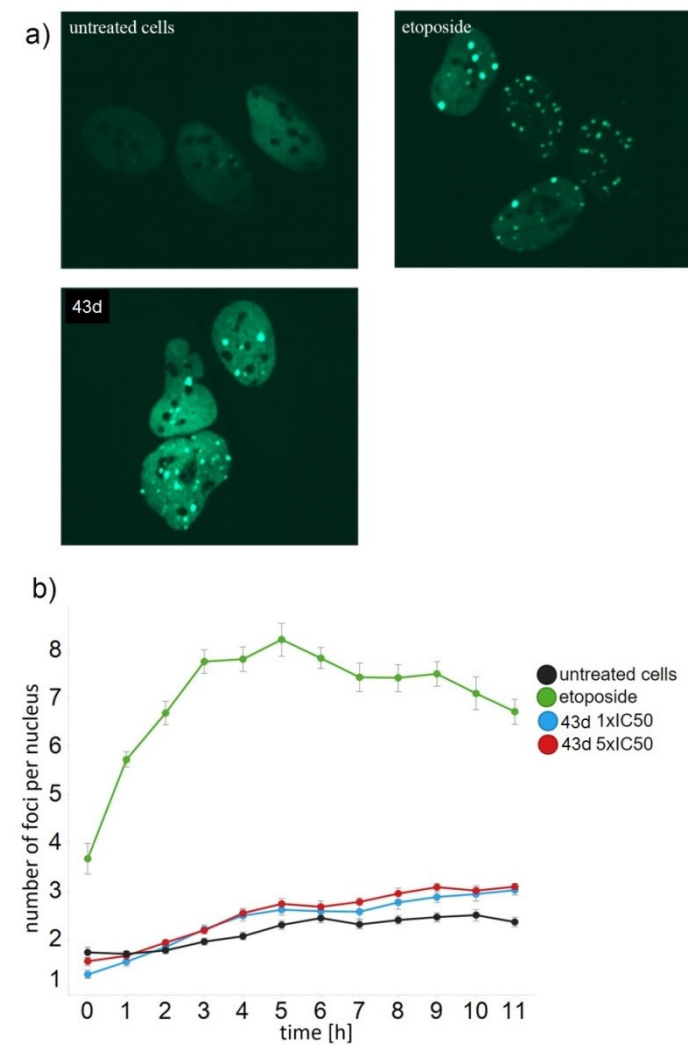 a)
untreated cells
etoposide
43d
b)
number of foci per nucleus
8
7
6
5
4
3
2
1
0 1 2 3 4 5 6 7 8 9 10 11
time [h]
untreated cells
etoposide
43d 1xIC50
43d 5xIC50